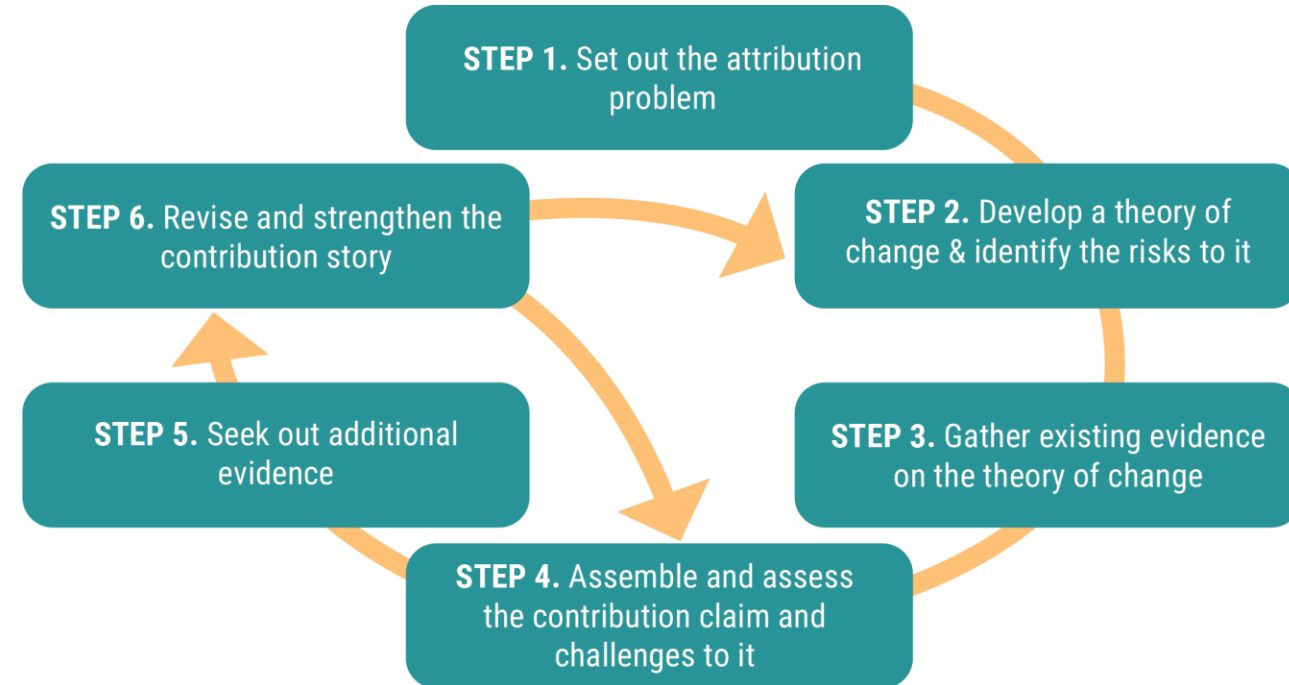 STEP 1. Set out the attribution
problem
STEP 2. Develop a theory of
change & identify the risks to it
STEP 3. Gather existing evidence
on the theory of change
STEP 4. Assemble and assess
the contribution claim and
challenges to it
STEP 5. Seek out additional
evidence
STEP 6. Revise and strengthen the
contribution story